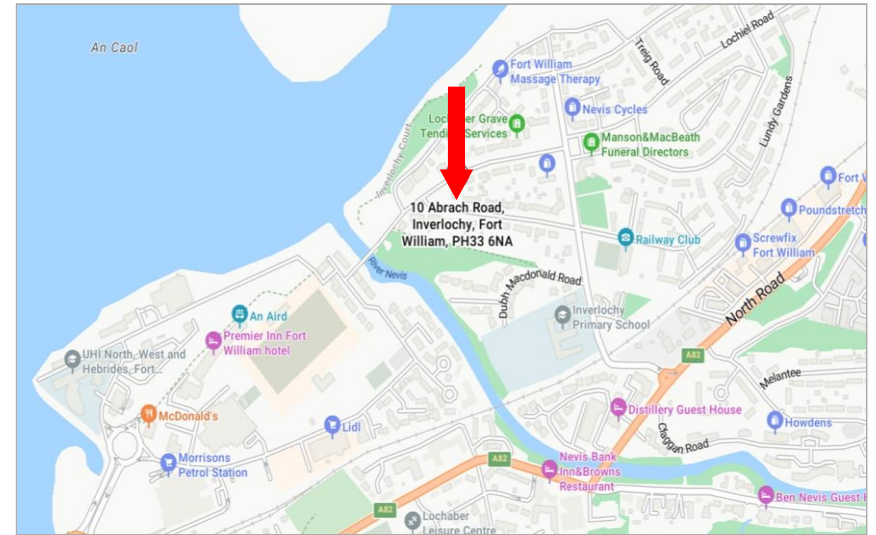 An Caol
Lochiel Road
Treig Road
Fort William
Massage Therapy
Nevis Cycles
Lundy Gardens
Tending Services
Manson&MacBeath
Funeral Directors
Inverlochy Court
Fort
Poundstretch
10 Abrach Road,
Inverlochy, Fort
William, PH33 6NA
Railway Club
Screwfix
Fort William
River Nevis
Dubh Macdonald Road
North Road
An Aird
Inverlochy
Primary School
Premier Inn Fort
William hotel
UHI North, West and
Hebrides, Fort...
A82
Melantee
McDonald's
Distillery Guest House
Lidl
Howdens
Claggan Road
Morrisons
Petrol Station
A82
Nevis Bank
Inn&Browns
Restaurant
Ben Nevis Guest
A82
Lochaber
Leisure Centre